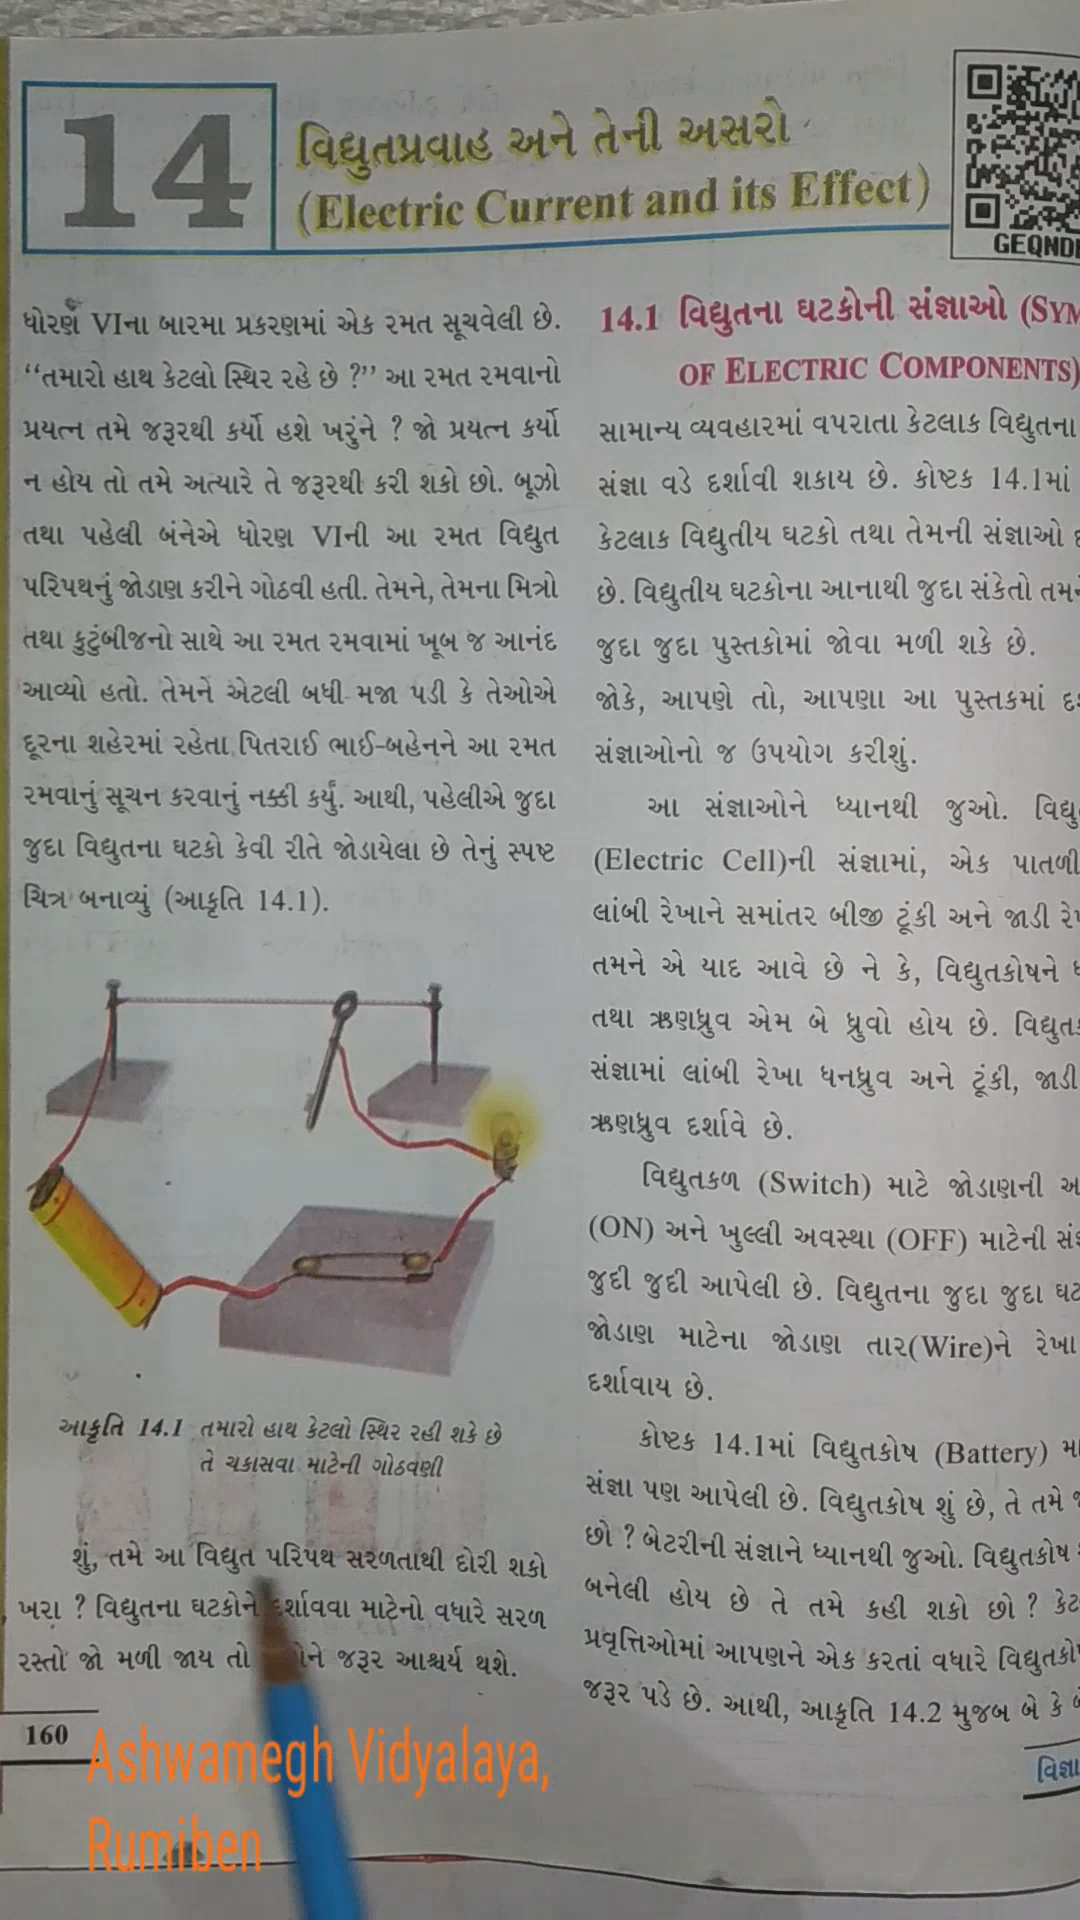 14
વિદ્યુતપ્રવાહ અને તેની અસરો
(Electric Current and its Effect)
GEQND
ધોરણ VIના બારમા પ્રકરણમાં એક રમત સૂચવેલી છે.
“તમારો હાથ કેટલો સ્થિર રહે છે ?” આ રમત રમવાનો
પ્રયત્ન તમે જરૂરથી કર્યો હશે ખરુંને ? જો પ્રયત્ન કર્યો
ન હોય તો તમે અત્યારે તે જરૂરથી કરી શકો છો. બૂઝો
તથા પહેલી બંનેએ ધોરણ VIની આ રમત વિદ્યુત
પરિપથનું જોડાણ કરીને ગોઠવી હતી. તેમને, તેમના મિત્રો
તથા કુટુંબીજનો સાથે આ રમત રમવામાં ખૂબ જ આનંદ
આવ્યો હતો. તેમને એટલી બધી મજા પડી કે તેઓએ
દૂરના શહેરમાં રહેતા પિતરાઈ ભાઈ-બહેનને આ રમત
રમવાનું સૂચન કરવાનું નક્કી કર્યું. આથી, પહેલીએ જુદા
જુદા વિદ્યુતના ઘટકો કેવી રીતે જોડાયેલા છે તેનું સ્પષ્ટ
ચિત્ર બનાવ્યું (આકૃતિ 14.1).
આકૃતિ 14.1 તમારો હાથ કેટલો સ્થિર રહી શકે છે
તે ચકાસવા માટેની ગોઠવણી
શું, તમે આ વિદ્યુત પરિપથ સરળતાથી દોરી શકો
ખરા ? વિદ્યુતના ઘટકોને દર્શાવવા માટેનો વધારે સરળ
રસ્તો જો મળી જાય તો જરૂર આશ્ચર્ય થશે.
160
14.1 વિદ્યુતના ઘટકોની સંજ્ઞાઓ (SYM
OF ELECTRIC COMPONENTS)
સામાન્ય વ્યવહારમાં વપરાતા કેટલાક વિદ્યુતના
સંજ્ઞા વડે દર્શાવી શકાય છે. કોષ્ટક 14.1માં
કેટલાક વિદ્યુતીય ઘટકો તથા તેમની સંજ્ઞાઓ
છે. વિદ્યુતીય ઘટકોના આનાથી જુદા સંકેતો
જુદા જુદા પુસ્તકોમાં જોવા મળી શકે છે.
જોકે, આપણે તો, આપણા આ પુસ્તકમાં
સંજ્ઞાઓનો જ ઉપયોગ કરીશું.
આ સંજ્ઞાઓને ધ્યાનથી જુઓ.
(Electric Cell)ની સંજ્ઞામાં, એક પાતળી
લાંબી રેખાને સમાંતર બીજી ટૂંકી અને જાડી
તમને એ યાદ આવે છે ને કે, વિદ્યુતકોષને
તથા ઋણધ્રુવ એમ બે ધ્રુવો હોય છે.
સંજ્ઞામાં લાંબી રેખા ધનધ્રુવ અને ટૂંકી, જાડી
ઋણધ્રુવ દર્શાવે છે.
વિદ્યુતકળ (Switch) માટે જોડાણની
(ON) અને ખુલ્લી અવસ્થા (OFF) માટેની
જુદી જુદી આપેલી છે. વિદ્યુતના જુદા જુદા
જોડાણ માટેના જોડાણ તાર(Wire)ને રેખા
દર્શાવાય છે.
કોષ્ટક 14.1માં વિદ્યુતકોષ (Battery)
સંજ્ઞા પણ આપેલી છે. વિદ્યુતકોષ શું છે, તે તમે
છો ? બેટરીની સંજ્ઞાને ધ્યાનથી જુઓ. વિદ્યુતકોષ
બનેલી હોય છે તે તમે કહી શકો છો ?
પ્રવૃત્તિઓમાં આપણને એક કરતાં વધારે
જરૂર પડે છે. આથી, આકૃતિ 14.2 મુજબ બે કે
Ashwamegh Vidyalaya,
Rumiben